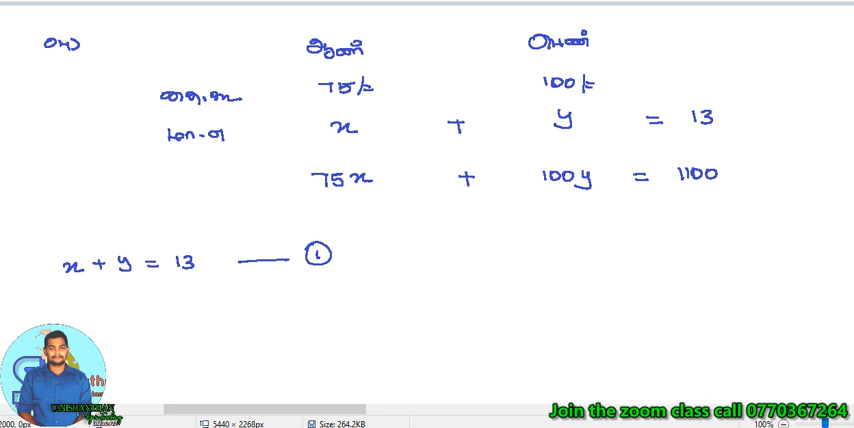 ஆண் பெண்
75/= 100/=
x + y = 13
75x + 100y = 1100
x + y = 13 —— ①
Join the zoom class call 0770367264
5440 × 2268px Size: 264.2KB 100%